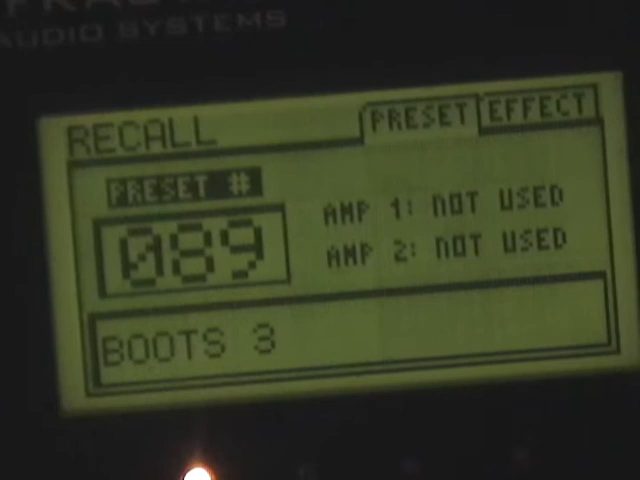 AUDIO SYSTEMS
RECALL
PRESET EFFECT
PRESET #
089
AMP 1: NOT USED
AMP 2: NOT USED
BOOTS 3